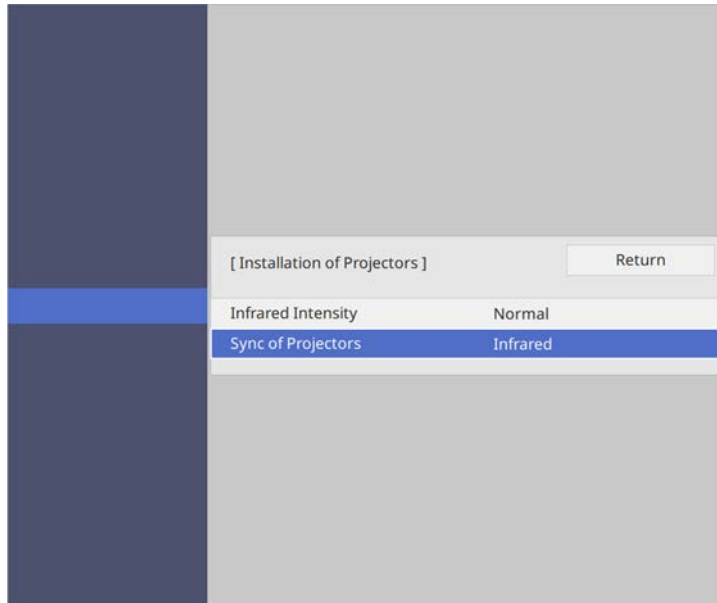 [ Installation of Projectors ] Return
Infrared Intensity Normal
Sync of Projectors Infrared